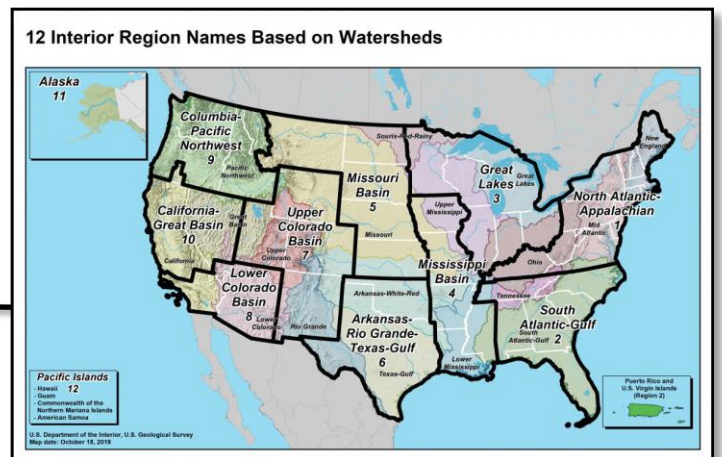 12 Interior Region Names Based on Watersheds
Alaska
11
Columbia-
Pacific
Northwest
9
Pacific
Northwest
Souris-Red-Rainy
New
England
Missouri
Basin
5
Great
Lakes
3
Great
Lakes
North Atlantic-
Appalachian
1
Mid
Atlantic
California-
Great Basin
10
Great
Basin
California
Upper
Colorado
Basin
7
Upper
Colorado
Missouri
Upper
Mississippi
Ohio
Mississippi
Basin
4
Tennessee
Lower
Colorado
Basin
8
Lower
Colorado
Rio Grande
Arkansas-White-Red
Arkansas-
Rio Grande-
Texas-Gulf
6
Texas-Gulf
Lower
Mississippi
South
Atlantic-Gulf
2
South
Atlantic-Gulf
Pacific Islands
12
- Hawaii
- Guam
- Commonwealth of the
Northern Mariana Islands
- American Samoa
Puerto Rico and
U.S. Virgin Islands
(Region 2)
U.S. Department of the Interior, U.S. Geological Survey
Map date: October 18, 2019